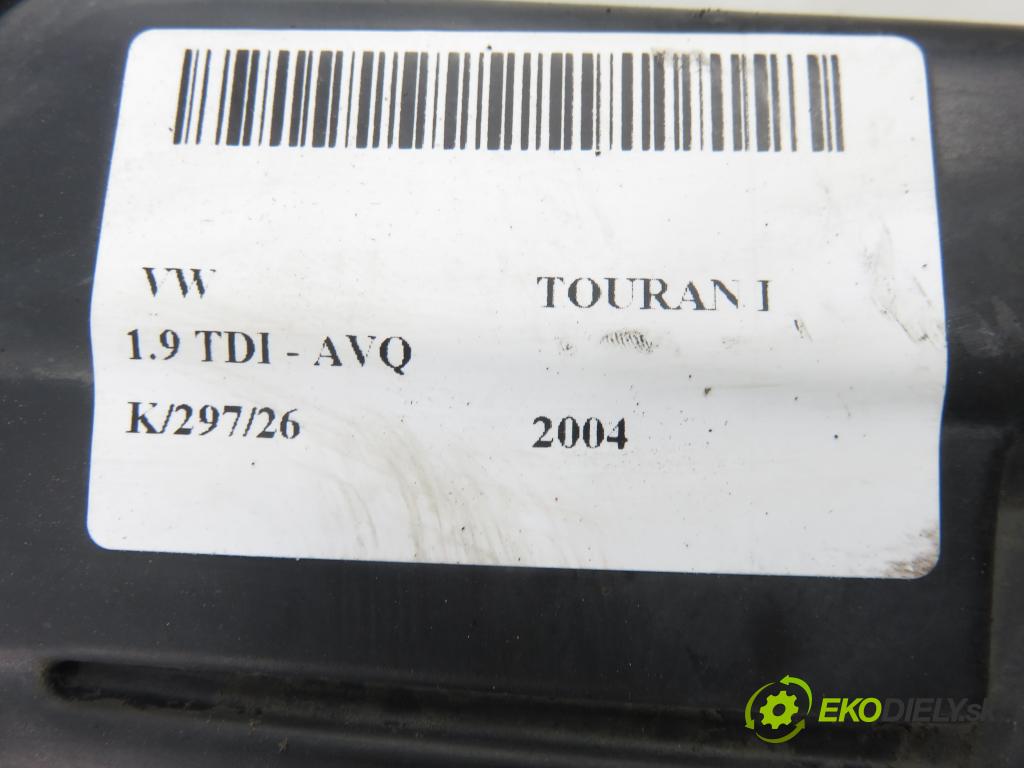 VW TOURAN I
1.9 TDI - AVQ
K/297/26 2004
EKODIELY.sk